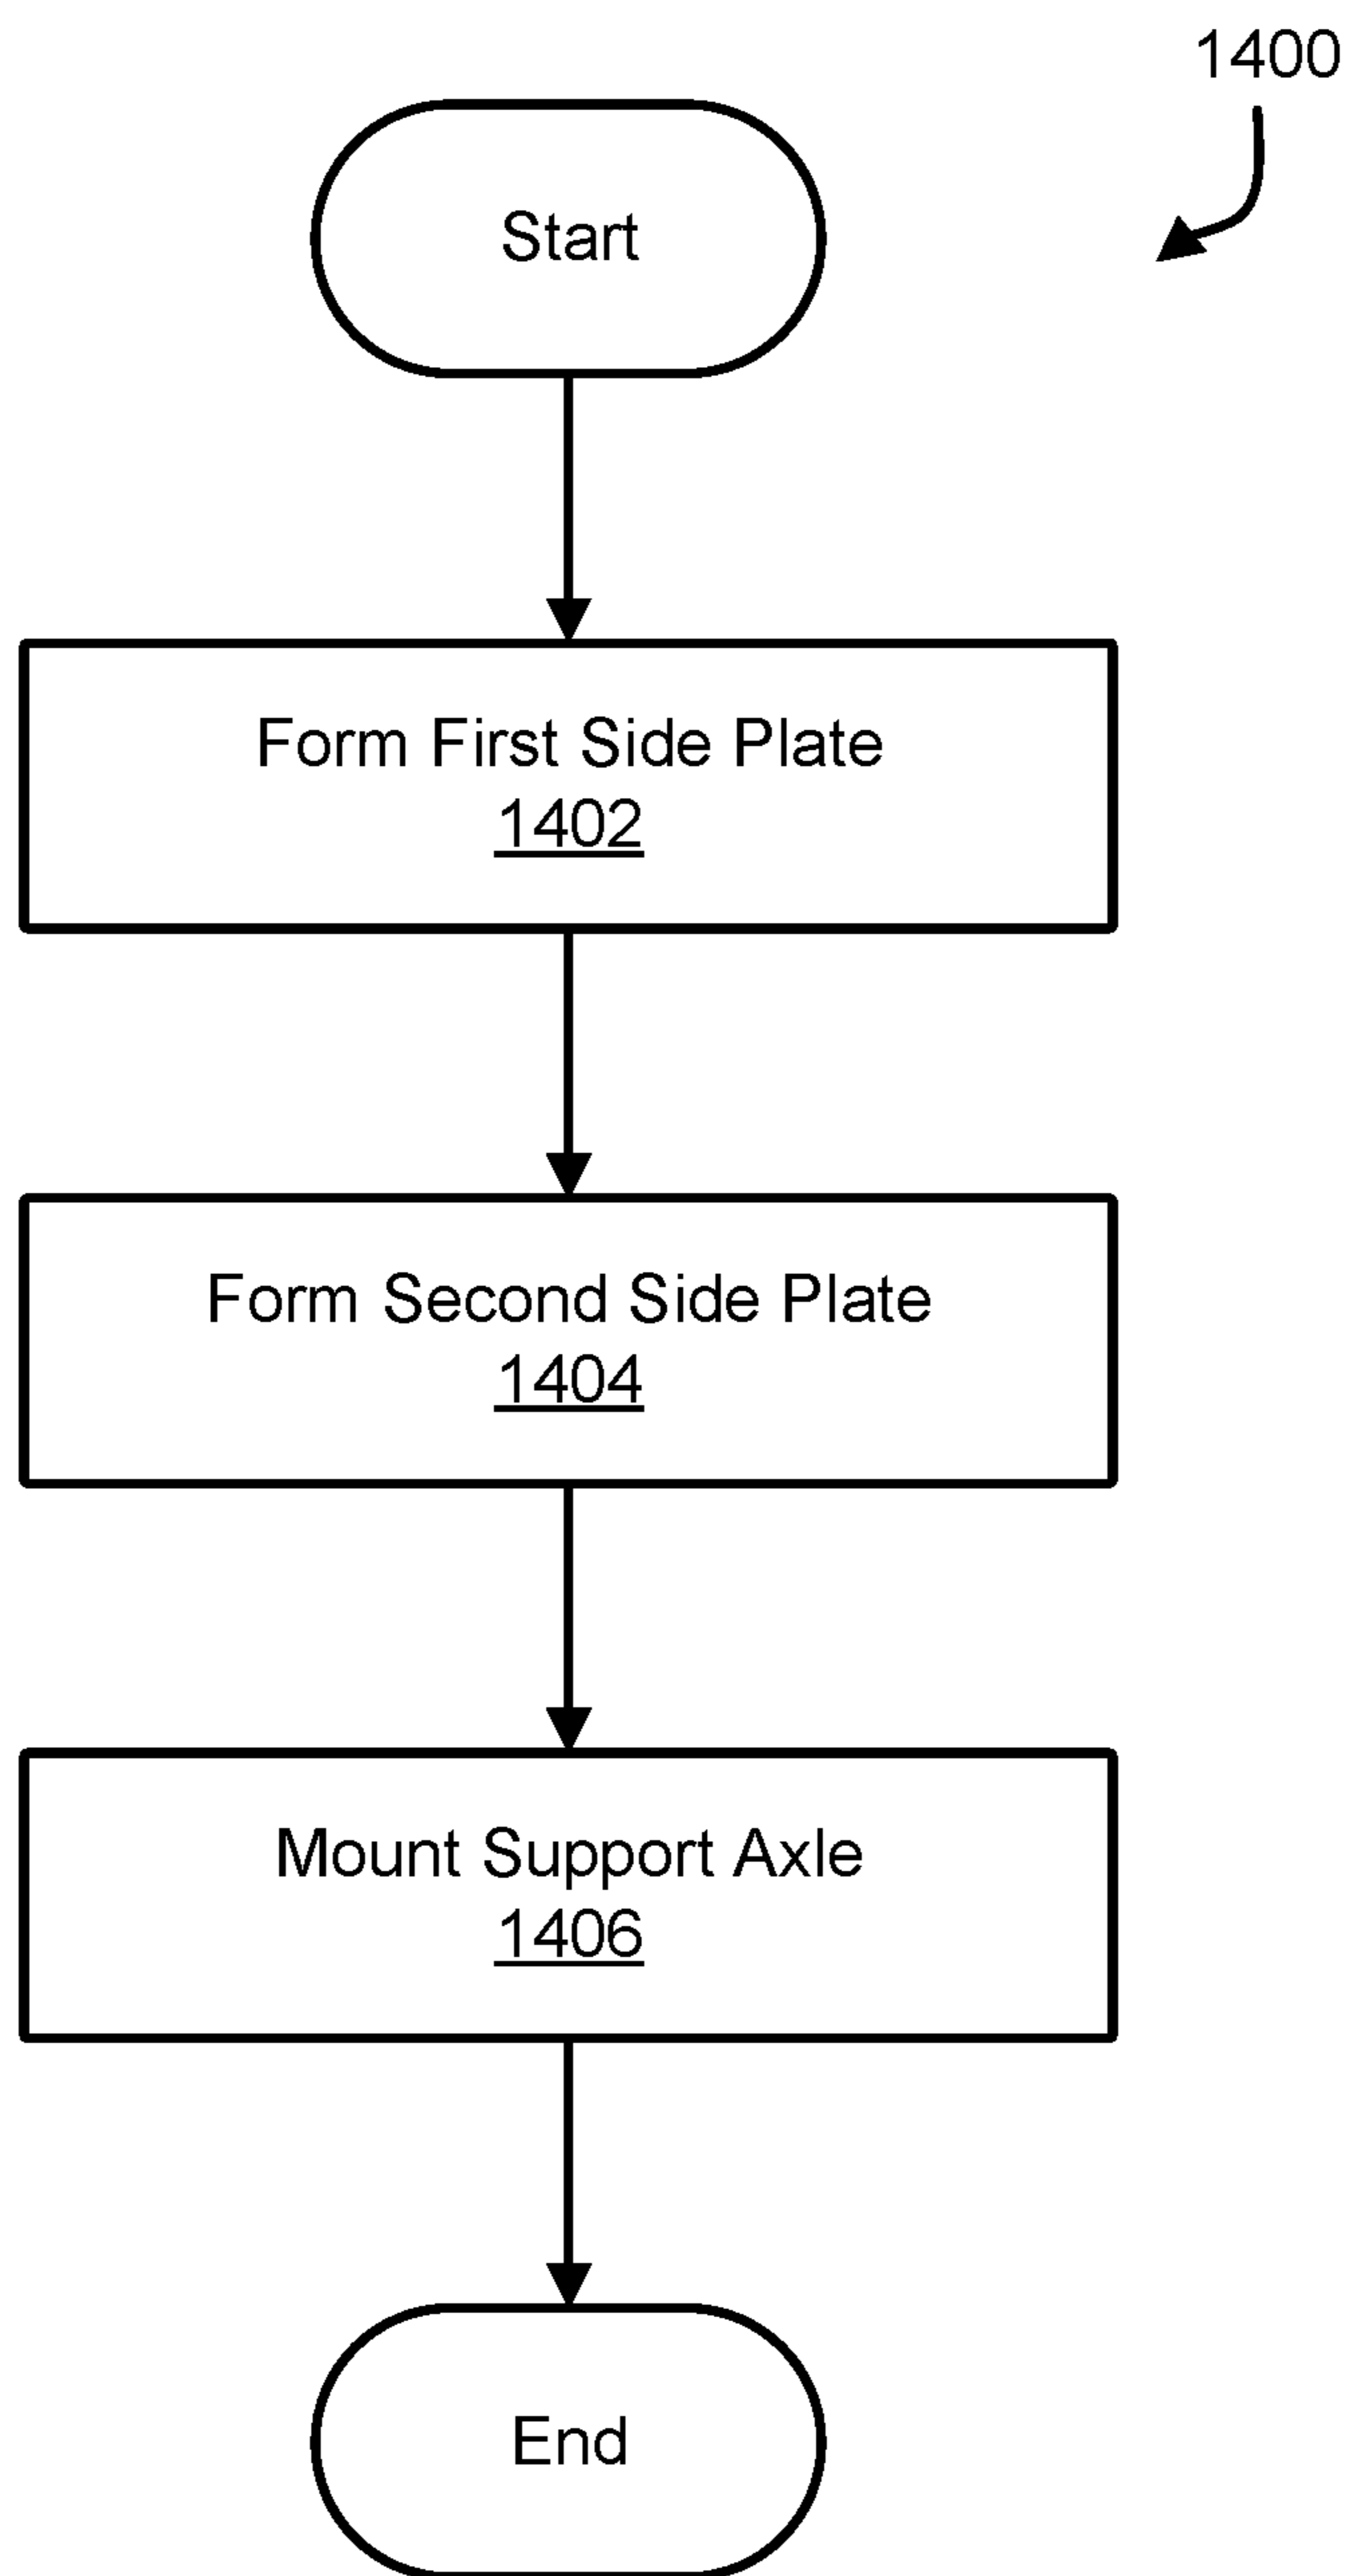 1400
Start
Form First Side Plate
1402
Form Second Side Plate
1404
Mount Support Axle
1406
End